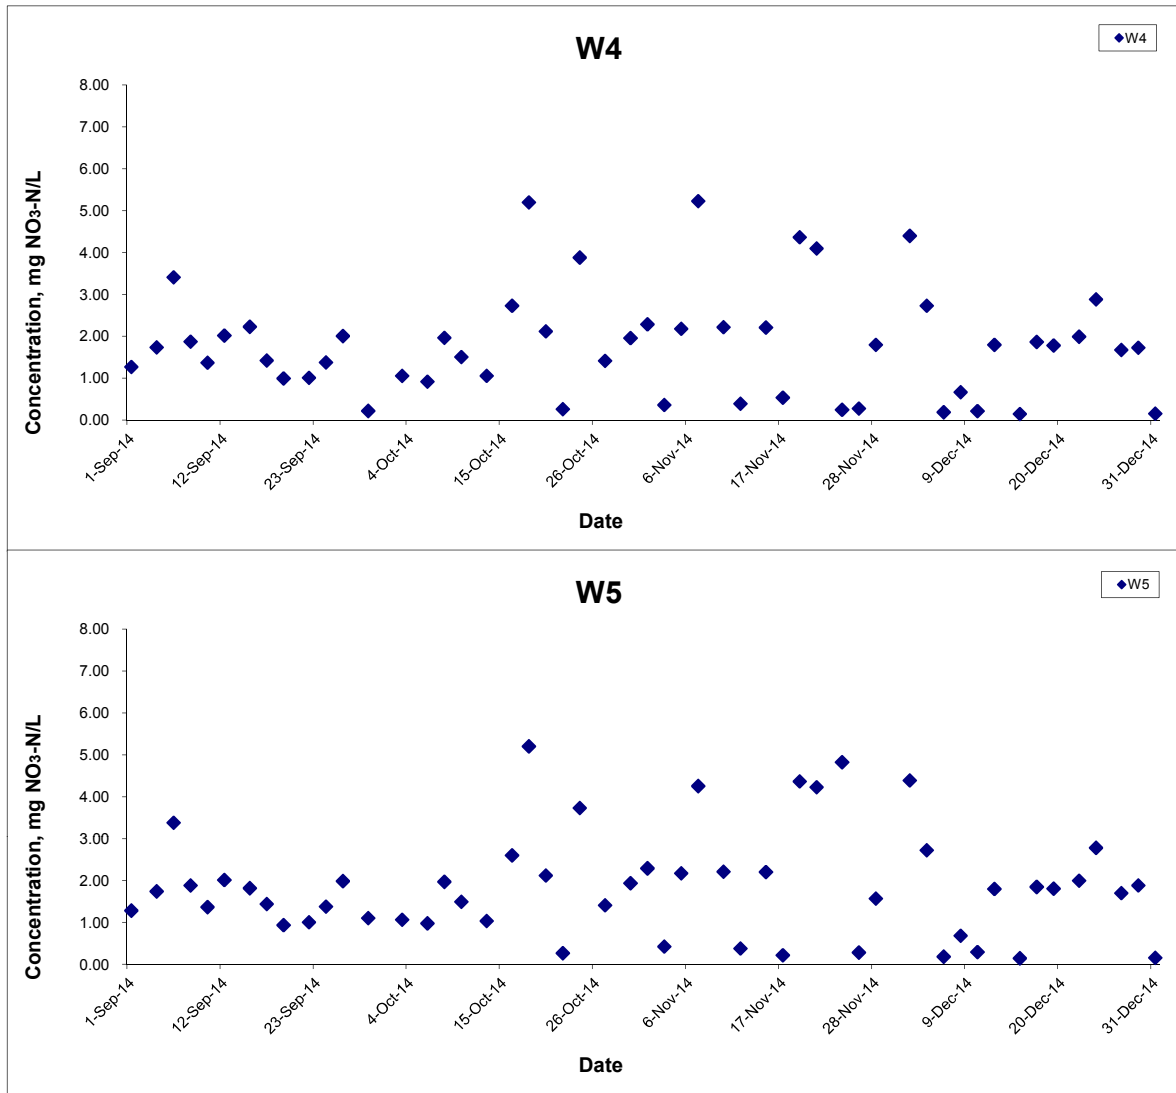 W4
W4
8.00
7.00
6.00
5.00
4.00
3.00
2.00
1.00
0.00
Concentration, mg NO3-N/L
1-Sep-14
12-Sep-14
23-Sep-14
4-Oct-14
15-Oct-14
26-Oct-14
6-Nov-14
17-Nov-14
28-Nov-14
9-Dec-14
20-Dec-14
31-Dec-14
Date
W5
W5
8.00
7.00
6.00
5.00
4.00
3.00
2.00
1.00
0.00
Concentration, mg NO3-N/L
1-Sep-14
12-Sep-14
23-Sep-14
4-Oct-14
15-Oct-14
26-Oct-14
6-Nov-14
17-Nov-14
28-Nov-14
9-Dec-14
20-Dec-14
31-Dec-14
Date